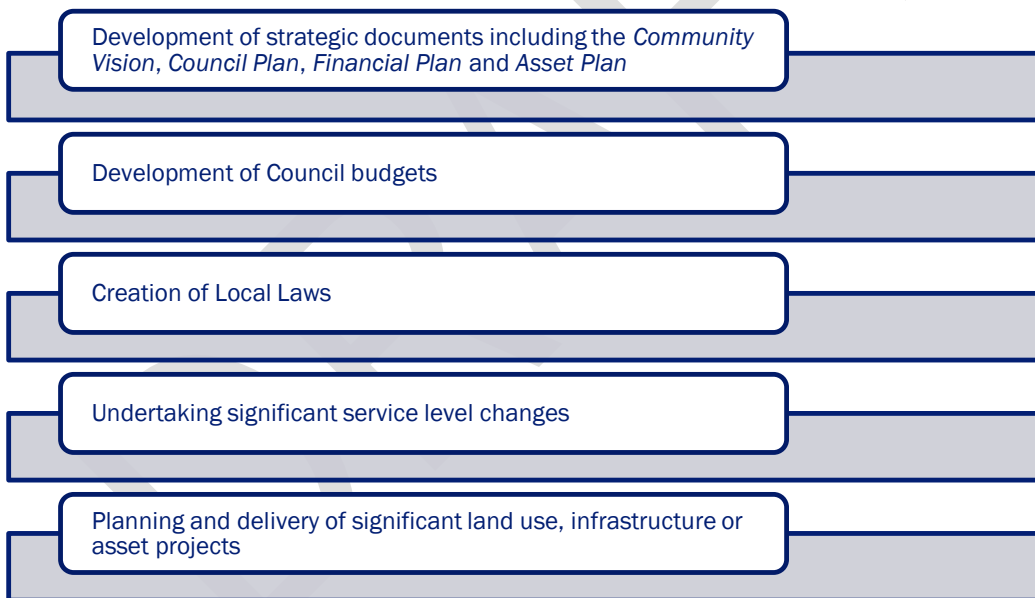 Development of strategic documents including the Community
Vision, Council Plan, Financial Plan and Asset Plan
Development of Council budgets
Creation of Local Laws
Undertaking significant service level changes
Planning and delivery of significant land use, infrastructure or
asset projects